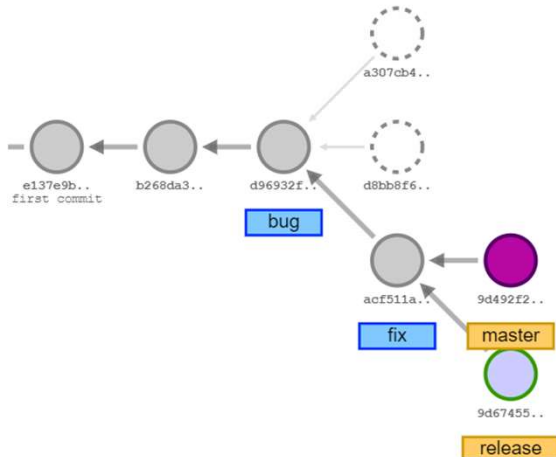 a307cb4..
e137e9b..
first commit
b268da3..
d96932f..
d8bb8f6..
bug
acf511a..
9d492f2..
fix
master
9d67455..
release